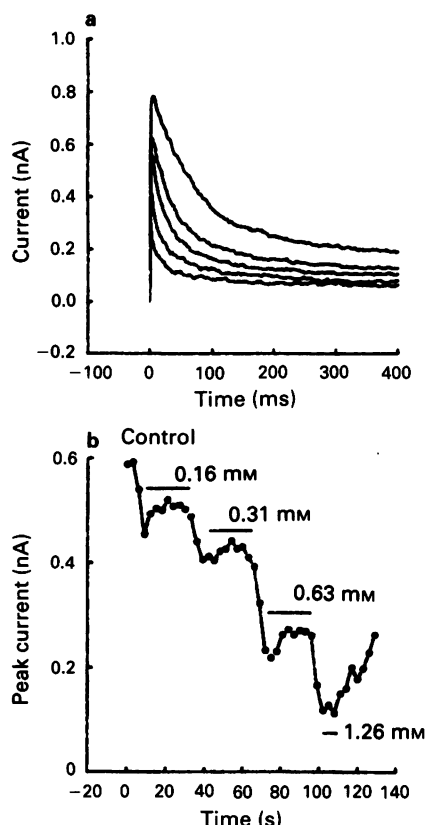 a
1.0
0.8
0.6
0.4
0.2
0.0
−0.2
Current (nA)
−100 0 100 200 300 400
Time (ms)
b Control
0.6
0.4
0.2
0
Peak current (nA)
0.16 mM
0.31 mM
0.63 mM
1.26 mM
−20 0 20 40 60 80 100 120 140
Time (s)